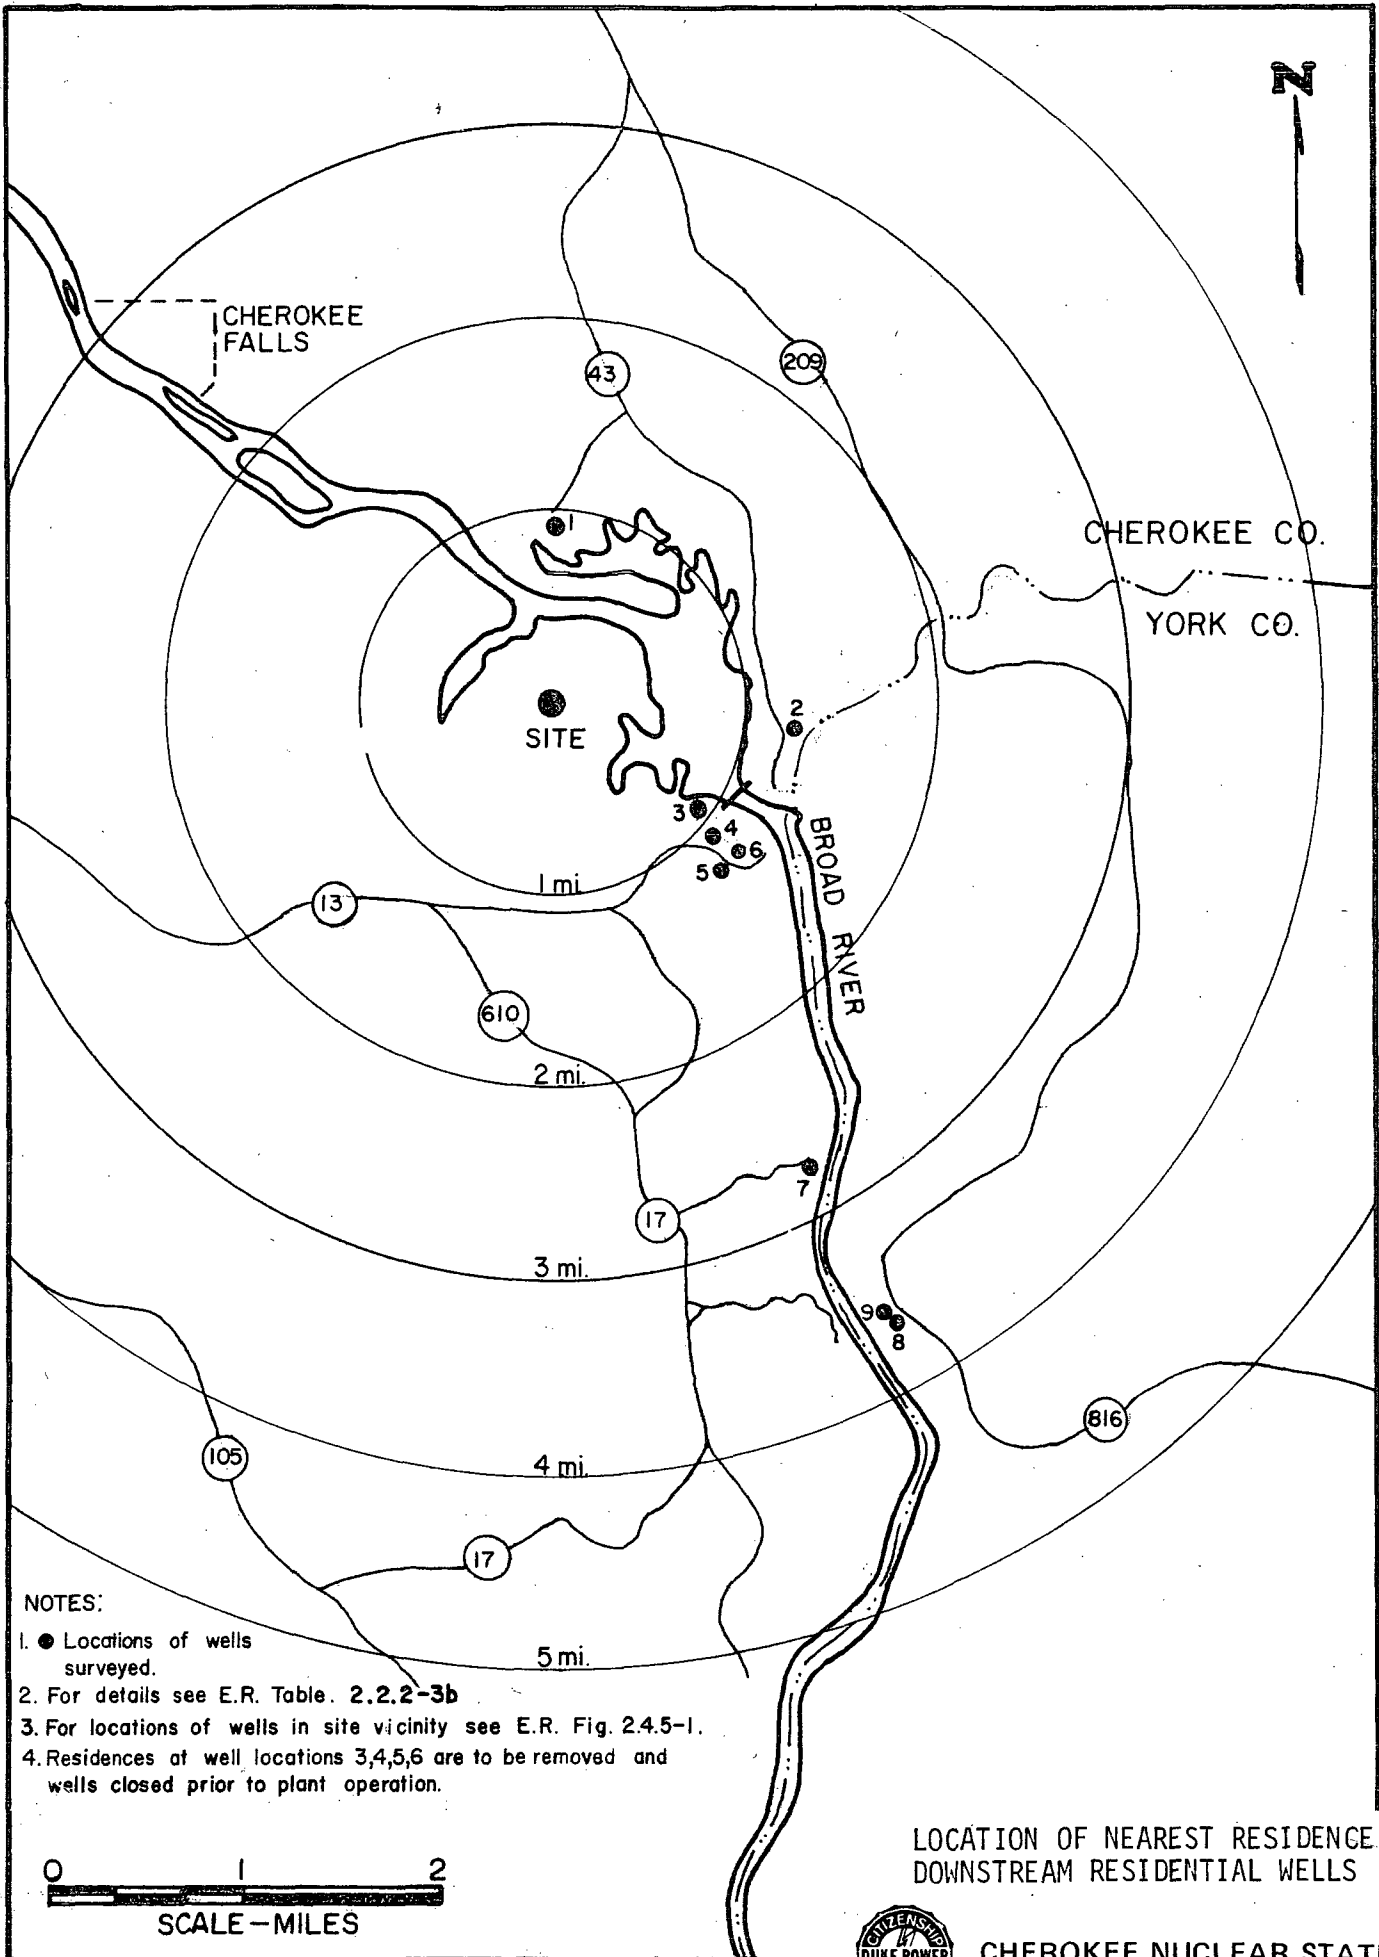 N
CHEROKEE
FALLS
43
209
1
CHEROKEE CO.
YORK CO.
2
SITE
3
4
6
5
BROAD RIVER
1 mi.
13
610
2 mi.
7
17
3 mi.
9
8
816
105
4 mi.
17
5 mi.
NOTES:
1. ● Locations of wells
surveyed.
2. For details see E.R. Table. 2.2.2-3b
3. For locations of wells in site vicinity see E.R. Fig. 2.4.5-1.
4. Residences at well locations 3,4,5,6 are to be removed and
wells closed prior to plant operation.
0 1 2
SCALE-MILES
LOCATION OF NEAREST RESIDENCE
DOWNSTREAM RESIDENTIAL WELLS
CITIZENSHIP
DUKE POWER
CHEROKEE NUCLEAR STAT